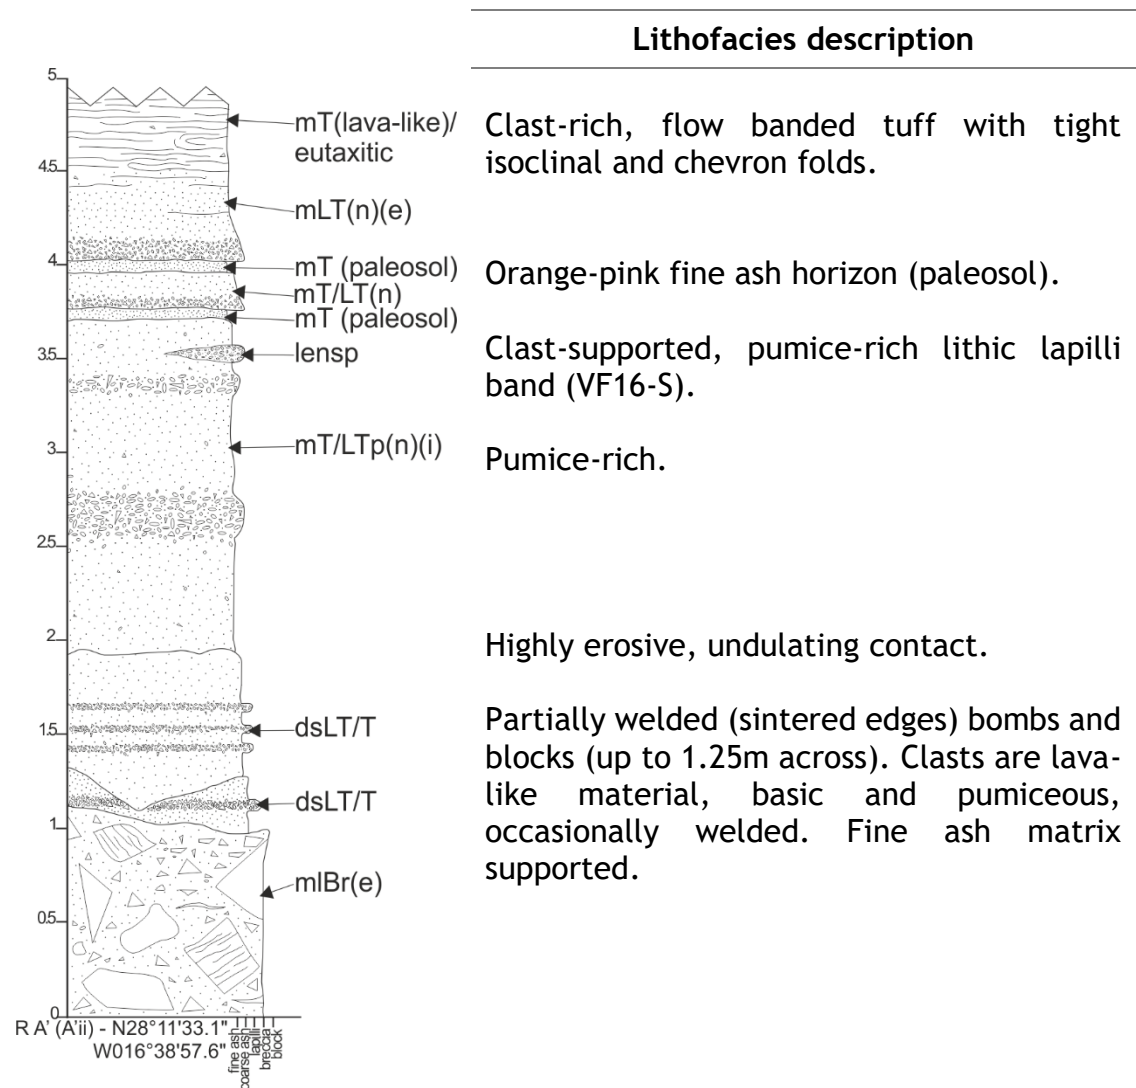 Lithofacies description
5
mT(lava-like)/
eutaxitic
Clast-rich, flow banded tuff with tight
isoclinal and chevron folds.
4.5
mLT(n)(e)
4
mT (paleosol)
Orange-pink fine ash horizon (paleosol).
mT/LT(n)
mT (paleosol)
3.5
lensp
Clast-supported, pumice-rich lithic lapilli
band (VF16-S).
3
mT/LTp(n)(i)
Pumice-rich.
2.5
2
Highly erosive, undulating contact.
1.5
dsLT/T
Partially welded (sintered edges) bombs and
blocks (up to 1.25m across). Clasts are lava-
like material, basic and pumiceous,
occasionally welded. Fine ash matrix
supported.
dsLT/T
1
mlBr(e)
0.5
0
R A' (A'ii) - N28°11'33.1"
W016°38'57.6"
fine ash
coarse ash
lapilli
breccia
block